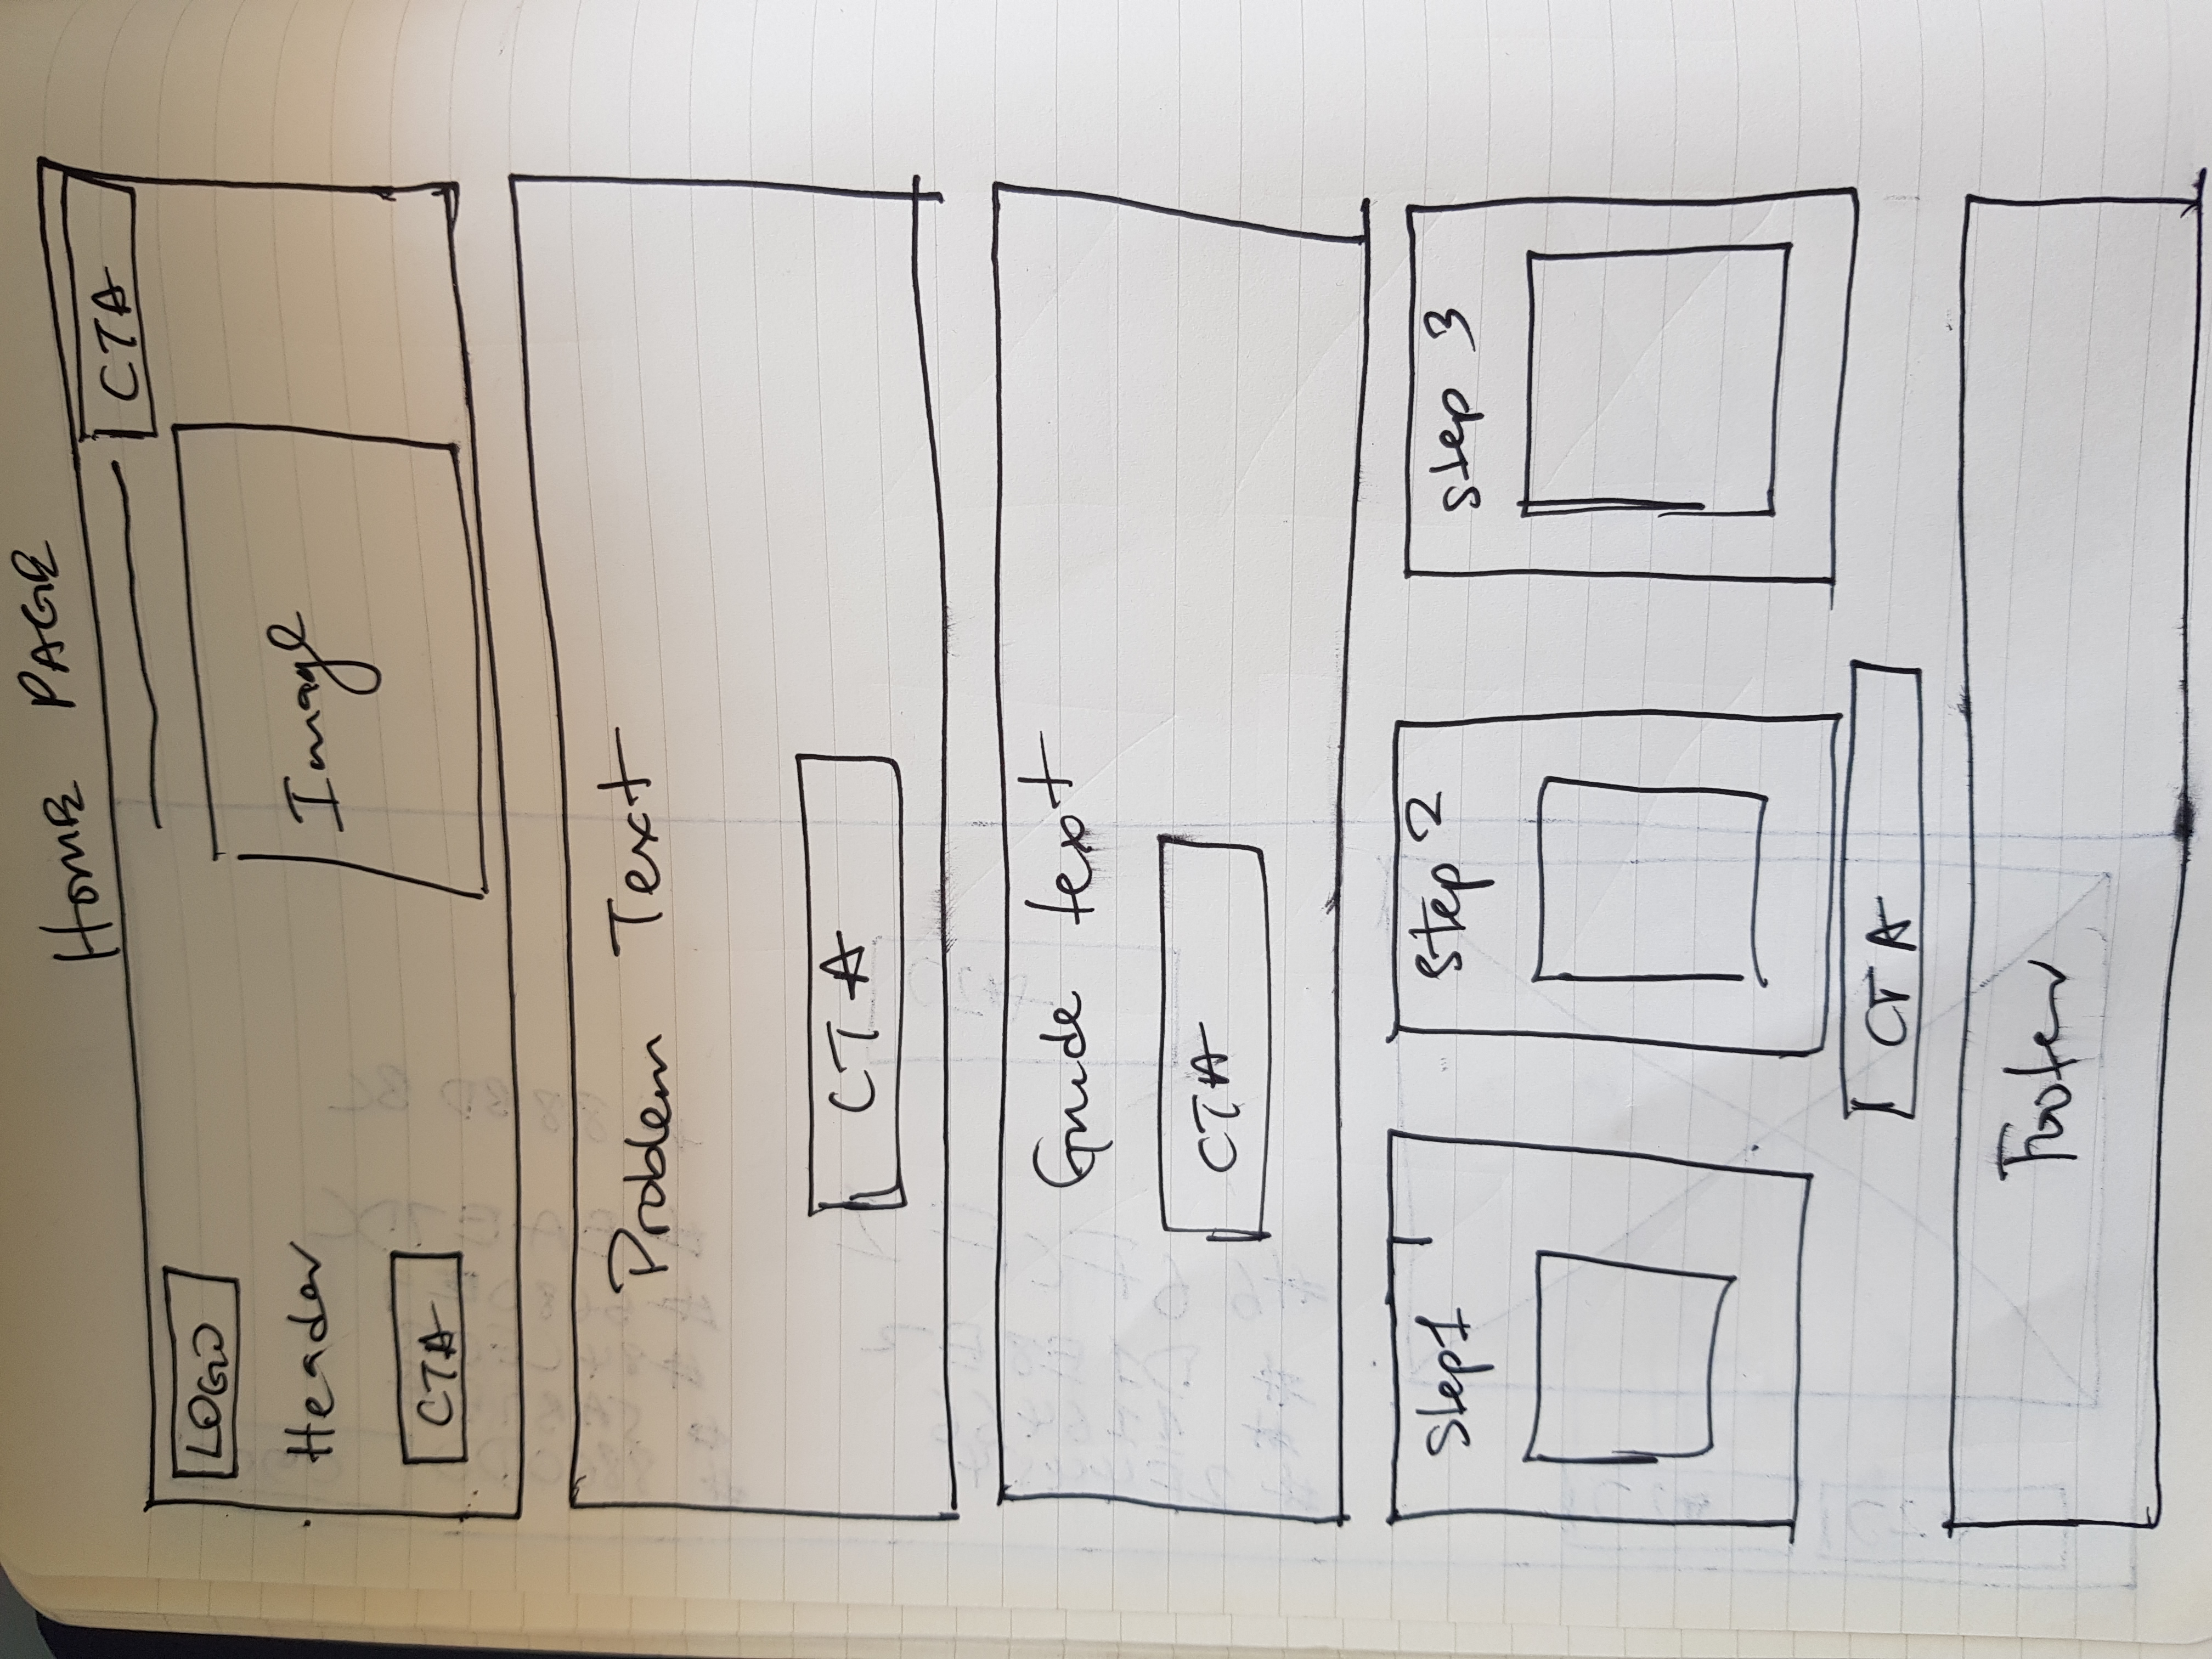 HOME PAGE
CTA
LOGO
Header
Image
CTA
Problem Text
CTA
Guide text
CTA
Step1
Step 2
Step 3
CTA
Footer